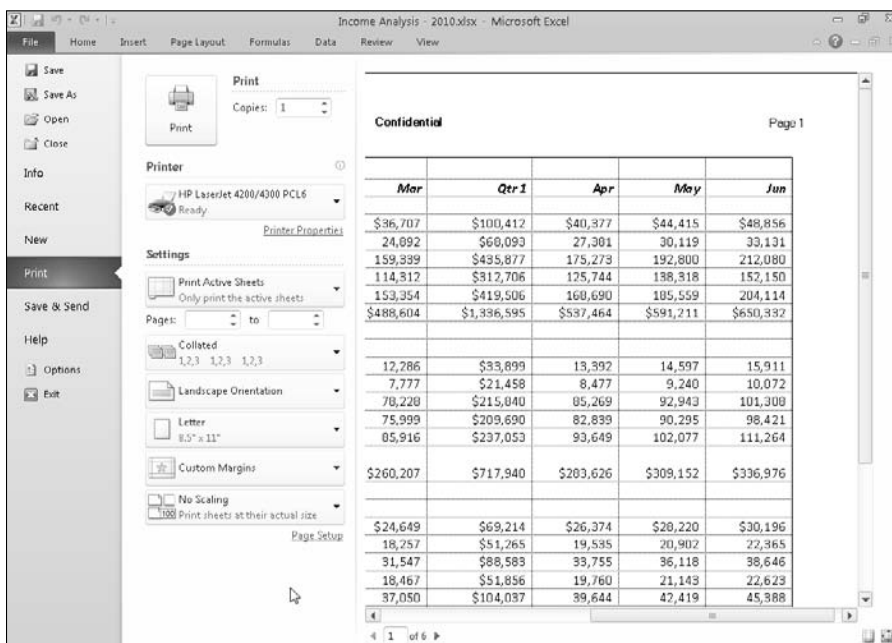 Income Analysis - 2010.xlsx - Microsoft Excel
File Home Insert Page Layout Formulas Data Review View
Save
Save As
Open
Close
Info
Recent
New
Print
Save & Send
Help
Options
Exit
Print
Print
Copies: 1
Printer
HP LaserJet 4200/4300 PCL6
Ready
Printer Properties
Settings
Print Active Sheets
Only print the active sheets
Pages: to
Collated
1,2,3 1,2,3 1,2,3
Landscape Orientation
Letter
8.5" x 11"
Custom Margins
No Scaling
100 Print sheets at their actual size
Page Setup
Confidential Page 1
Mar Qtr 1 Apr May Jun
$36,707 $100,412 $40,377 $44,415 $48,856
24,892 $68,093 27,381 30,119 33,131
159,339 $435,877 175,273 192,800 212,080
114,312 $312,706 125,744 138,318 152,150
153,354 $419,506 168,690 185,559 204,114
$488,604 $1,336,595 $537,464 $591,211 $650,332
12,286 $33,899 13,392 14,597 15,911
7,777 $21,458 8,477 9,240 10,072
78,228 $215,840 85,269 92,943 101,308
75,999 $209,690 82,839 90,295 98,421
85,916 $237,053 93,649 102,077 111,264
$260,207 $717,940 $283,626 $309,152 $336,976
$24,649 $69,214 $26,374 $28,220 $30,196
18,257 $51,265 19,535 20,902 22,365
31,547 $88,583 33,755 36,118 38,646
18,467 $51,856 19,760 21,143 22,623
37,050 $104,037 39,644 42,419 45,388
1 of 6